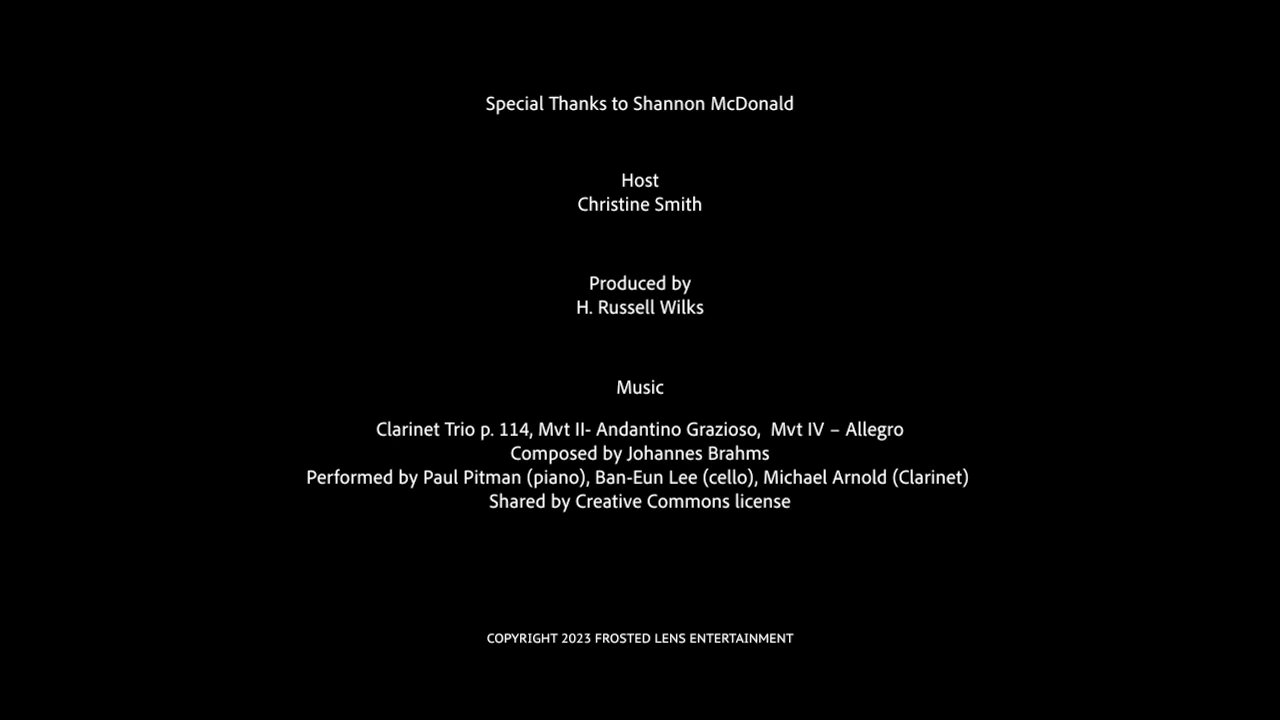 Special Thanks to Shannon McDonald
Host
Christine Smith
Produced by
H. Russell Wilks
Music
Clarinet Trio p. 114, Mvt II- Andantino Grazioso,  Mvt IV – Allegro
Composed by Johannes Brahms
Performed by Paul Pitman (piano), Ban-Eun Lee (cello), Michael Arnold (Clarinet)
Shared by Creative Commons license
COPYRIGHT 2023 FROSTED LENS ENTERTAINMENT